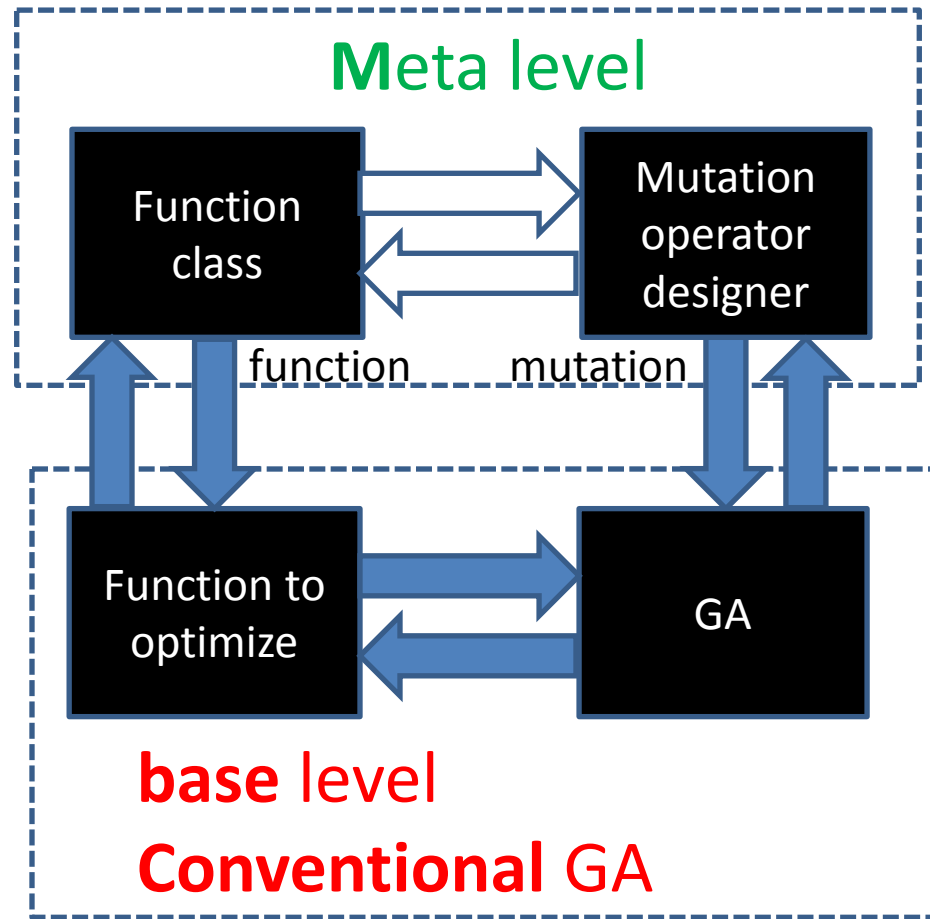 Meta level
Function
class
Mutation
operator
designer
function
mutation
Function to
optimize
GA
base level
Conventional GA